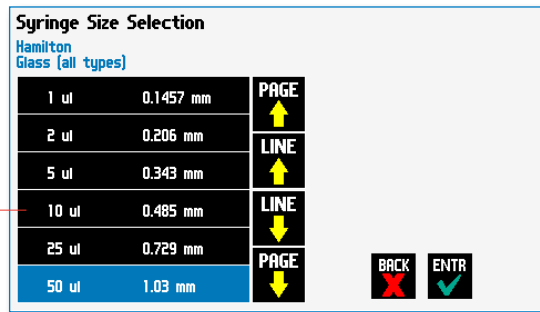 Syringe Size Selection
Hamilton
Glass (all types)
1 ul 0.1457 mm
2 ul 0.206 mm
5 ul 0.343 mm
10 ul 0.485 mm
25 ul 0.729 mm
50 ul 1.03 mm
PAGE
LINE
LINE
PAGE
BACK
ENTR